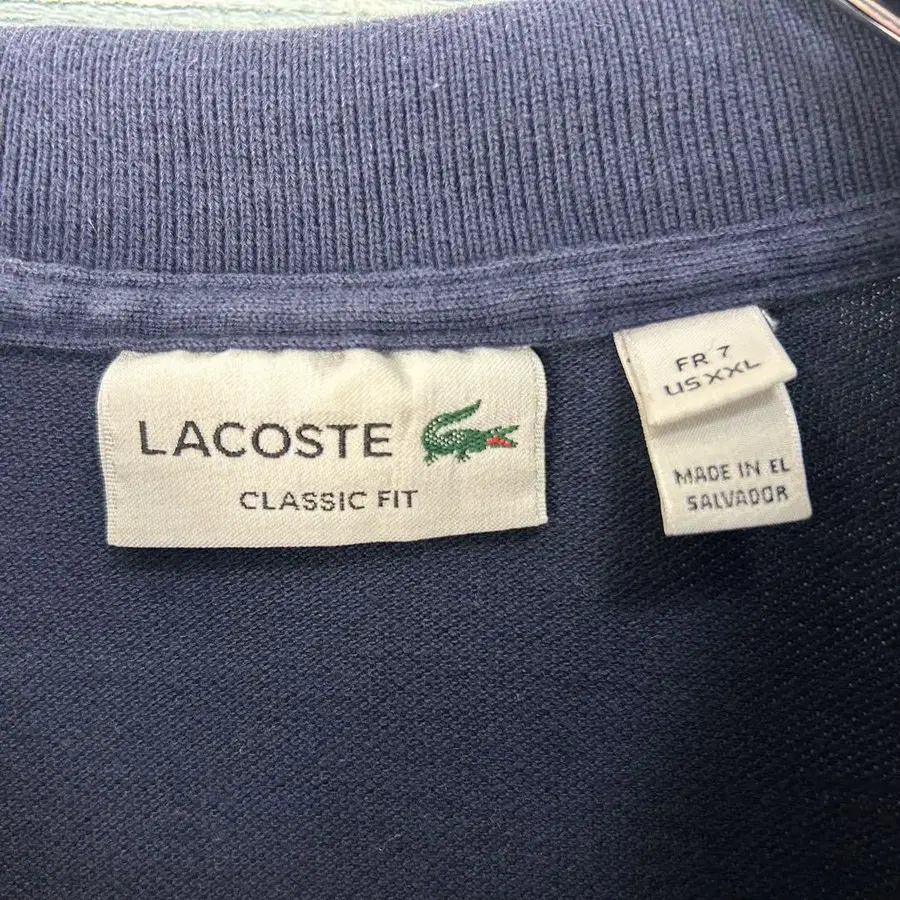 LACOSTE
CLASSIC FIT
FR 7
US XXL
MADE IN EL
SALVADOR